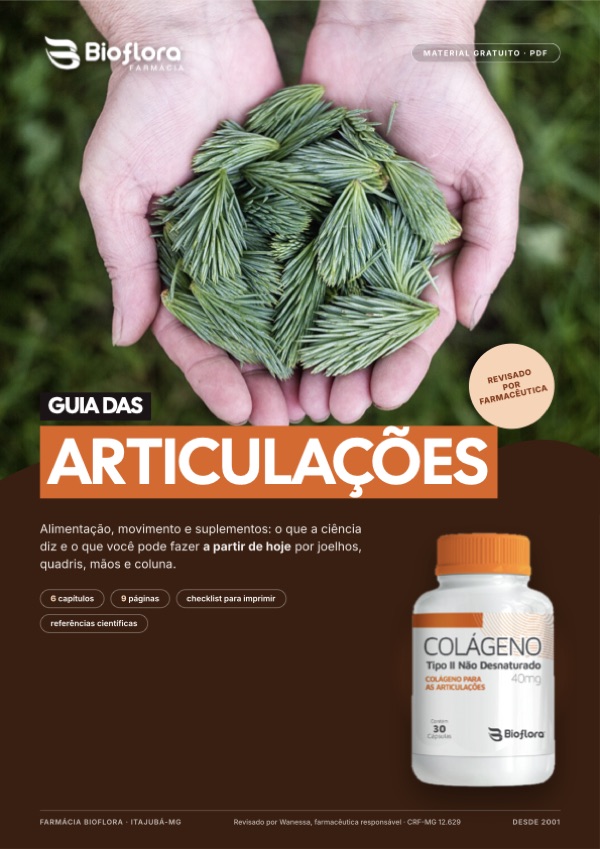 Bioflora
FARMÁCIA
MATERIAL GRATUITO · PDF
REVISADO
POR
FARMACÊUTICA
GUIA DAS
ARTICULAÇÕES
Alimentação, movimento e suplementos: o que a ciência
diz e o que você pode fazer a partir de hoje por joelhos,
quadris, mãos e coluna.
6 capítulos
9 páginas
checklist para imprimir
referências científicas
COLÁGENO
Tipo II Não Desnaturado
40mg
COLÁGENO PARA
AS ARTICULAÇÕES
Contém
30
Cápsulas
Bioflora
FARMÁCIA BIOFLORA · ITAJUBÁ-MG
Revisado por Wanessa, farmacêutica responsável · CRF-MG 12.629
DESDE 2001